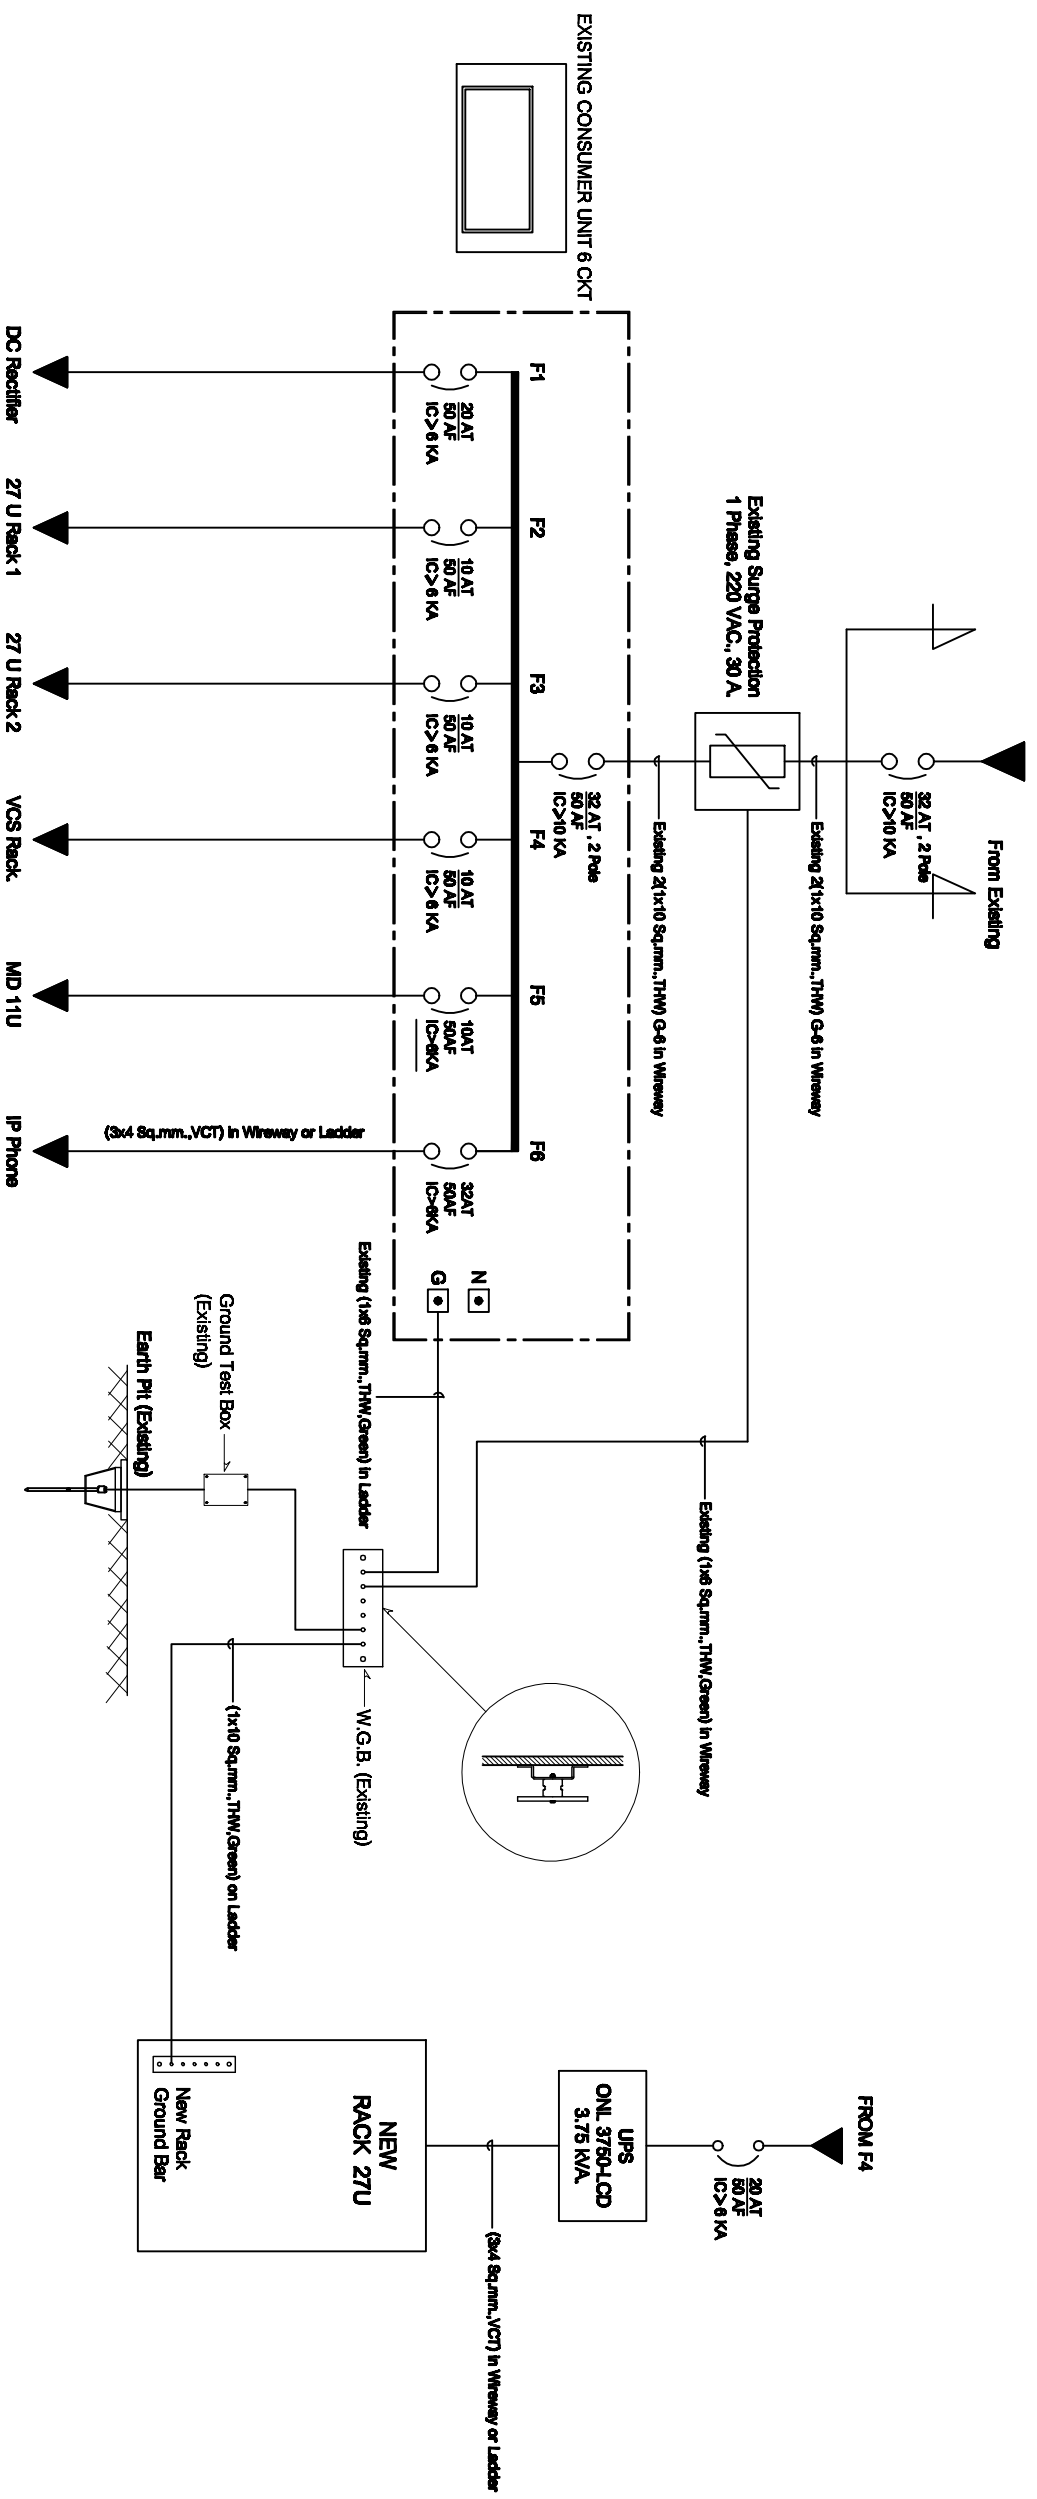 EXISTING CONSUMER UNIT 6 CKT
From Existing
32 AT , 2 Pole
50 AF
IC>10 KA
Existing 2(1x10 Sq.mm.,THW) G-6 in Wireway
Existing Surge Protection
1 Phase, 220 VAC., 30 A.
Existing 2(1x10 Sq.mm.,THW) G-6 in Wireway
32 AT , 2 Pole
50 AF
IC>10 KA
F1
20 AT
50 AF
IC>6 KA
DC Rectifier
F2
10 AT
50 AF
IC>6 KA
27 U Rack 1
F3
10 AT
50 AF
IC>6 KA
27 U Rack 2
F4
10 AT
50 AF
IC>6 KA
VCS Rack.
F5
10AT
50AF
IC>6KA
MD 11U
F6
32AT
50AF
IC>6KA
(3x4 Sq.mm.,VCT) in Wireway or Ladder
IP Phone
N
G
Existing (1x6 Sq.mm.,THW,Green) in Ladder
Existing (1x6 Sq.mm.,THW,Green) in Wireway
Ground Test Box
(Existing)
Earth Pit (Existing)
W.G.B. (Existing)
(1x10 Sq.mm.,THW,Green) on Ladder
FROM F4
20 AT
50 AF
IC>6 KA
UPS
ONL 3750-LCD
3.75 kVA.
(3x4 Sq.mm.,VCT) in Wireway or Ladder
NEW
RACK 27U
New Rack
Ground Bar